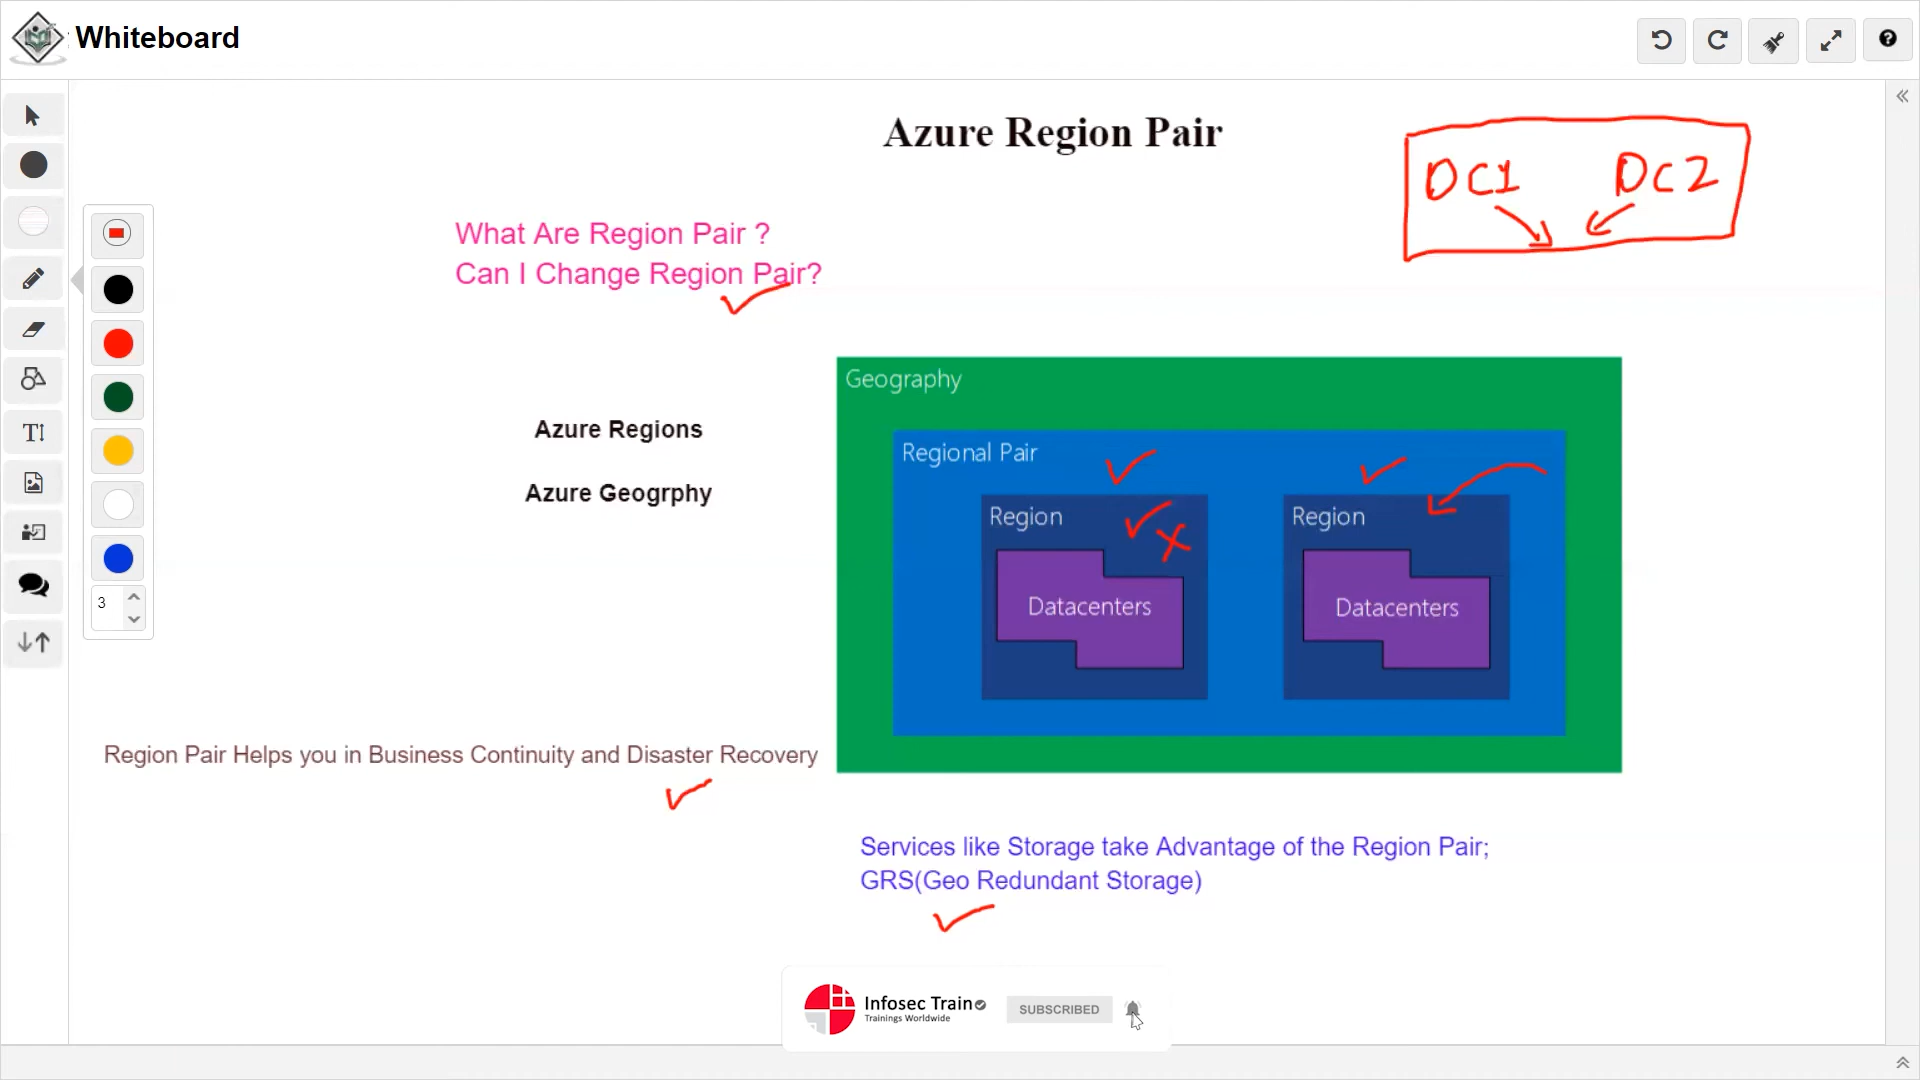 Whiteboard
Azure Region Pair
DC1 DC2
What Are Region Pair ?
Can I Change Region Pair?
Geography
Azure Regions
Regional Pair
Azure Geogrphy
Region
Region
Datacenters
Datacenters
3
Region Pair Helps you in Business Continuity and Disaster Recovery
Services like Storage take Advantage of the Region Pair;
GRS(Geo Redundant Storage)
Infosec Train
Trainings Worldwide
SUBSCRIBED